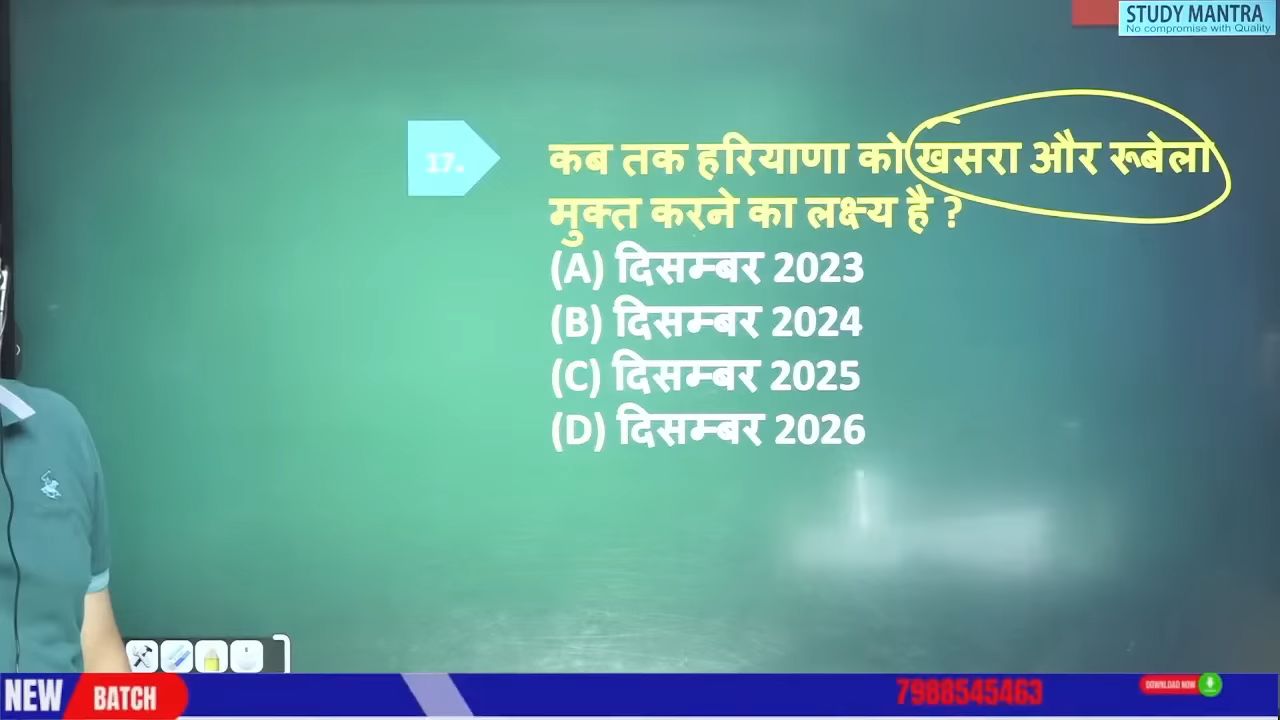 STUDY MANTRA
No compromise with Quality
17.
कब तक हरियाणा को खसरा और रूबेला
मुक्त करने का लक्ष्य है ?
(A) दिसम्बर 2023
(B) दिसम्बर 2024
(C) दिसम्बर 2025
(D) दिसम्बर 2026
NEW BATCH
7988545463
DOWNLOAD NOW